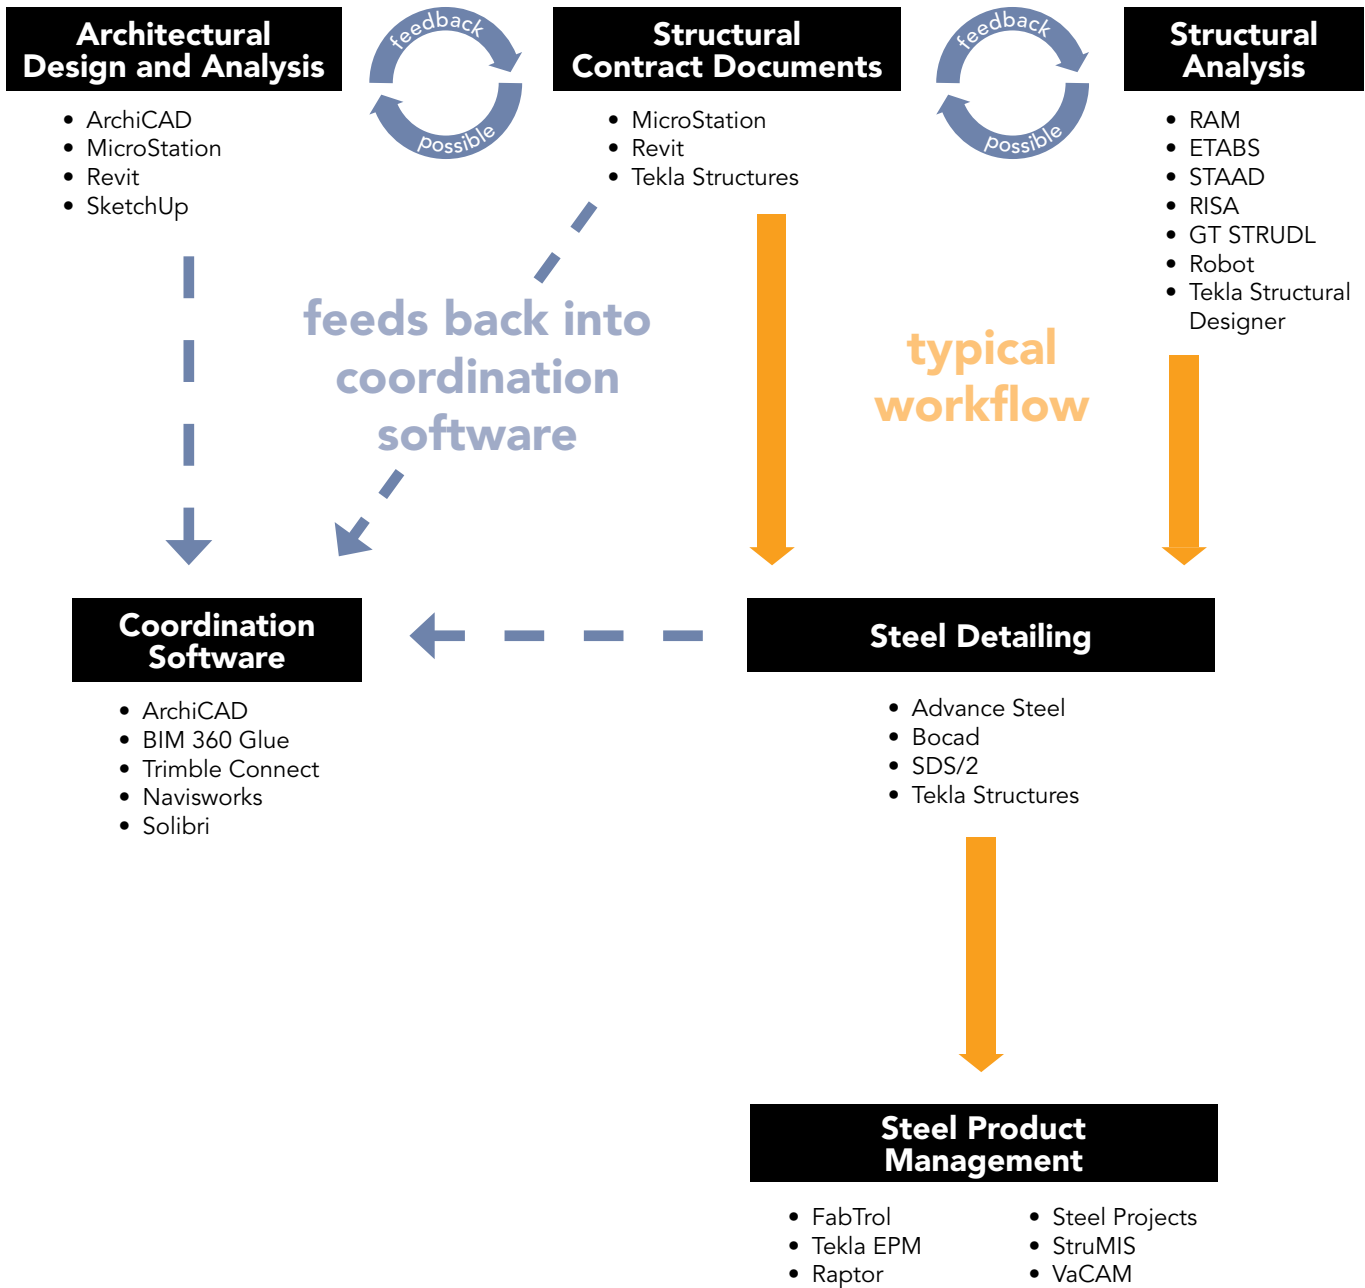 Architectural
Design and Analysis
feedback
possible
Structural
Contract Documents
feedback
possible
Structural
Analysis
• ArchiCAD
• MicroStation
• Revit
• SketchUp
• MicroStation
• Revit
• Tekla Structures
• RAM
• ETABS
• STAAD
• RISA
• GT STRUDL
• Robot
• Tekla Structural
Designer
feeds back into
coordination
software
typical
workflow
Coordination
Software
• ArchiCAD
• BIM 360 Glue
• Trimble Connect
• Navisworks
• Solibri
Steel Detailing
• Advance Steel
• Bocad
• SDS/2
• Tekla Structures
Steel Product
Management
• FabTrol
• Tekla EPM
• Raptor
• Steel Projects
• StruMIS
• VaCAM